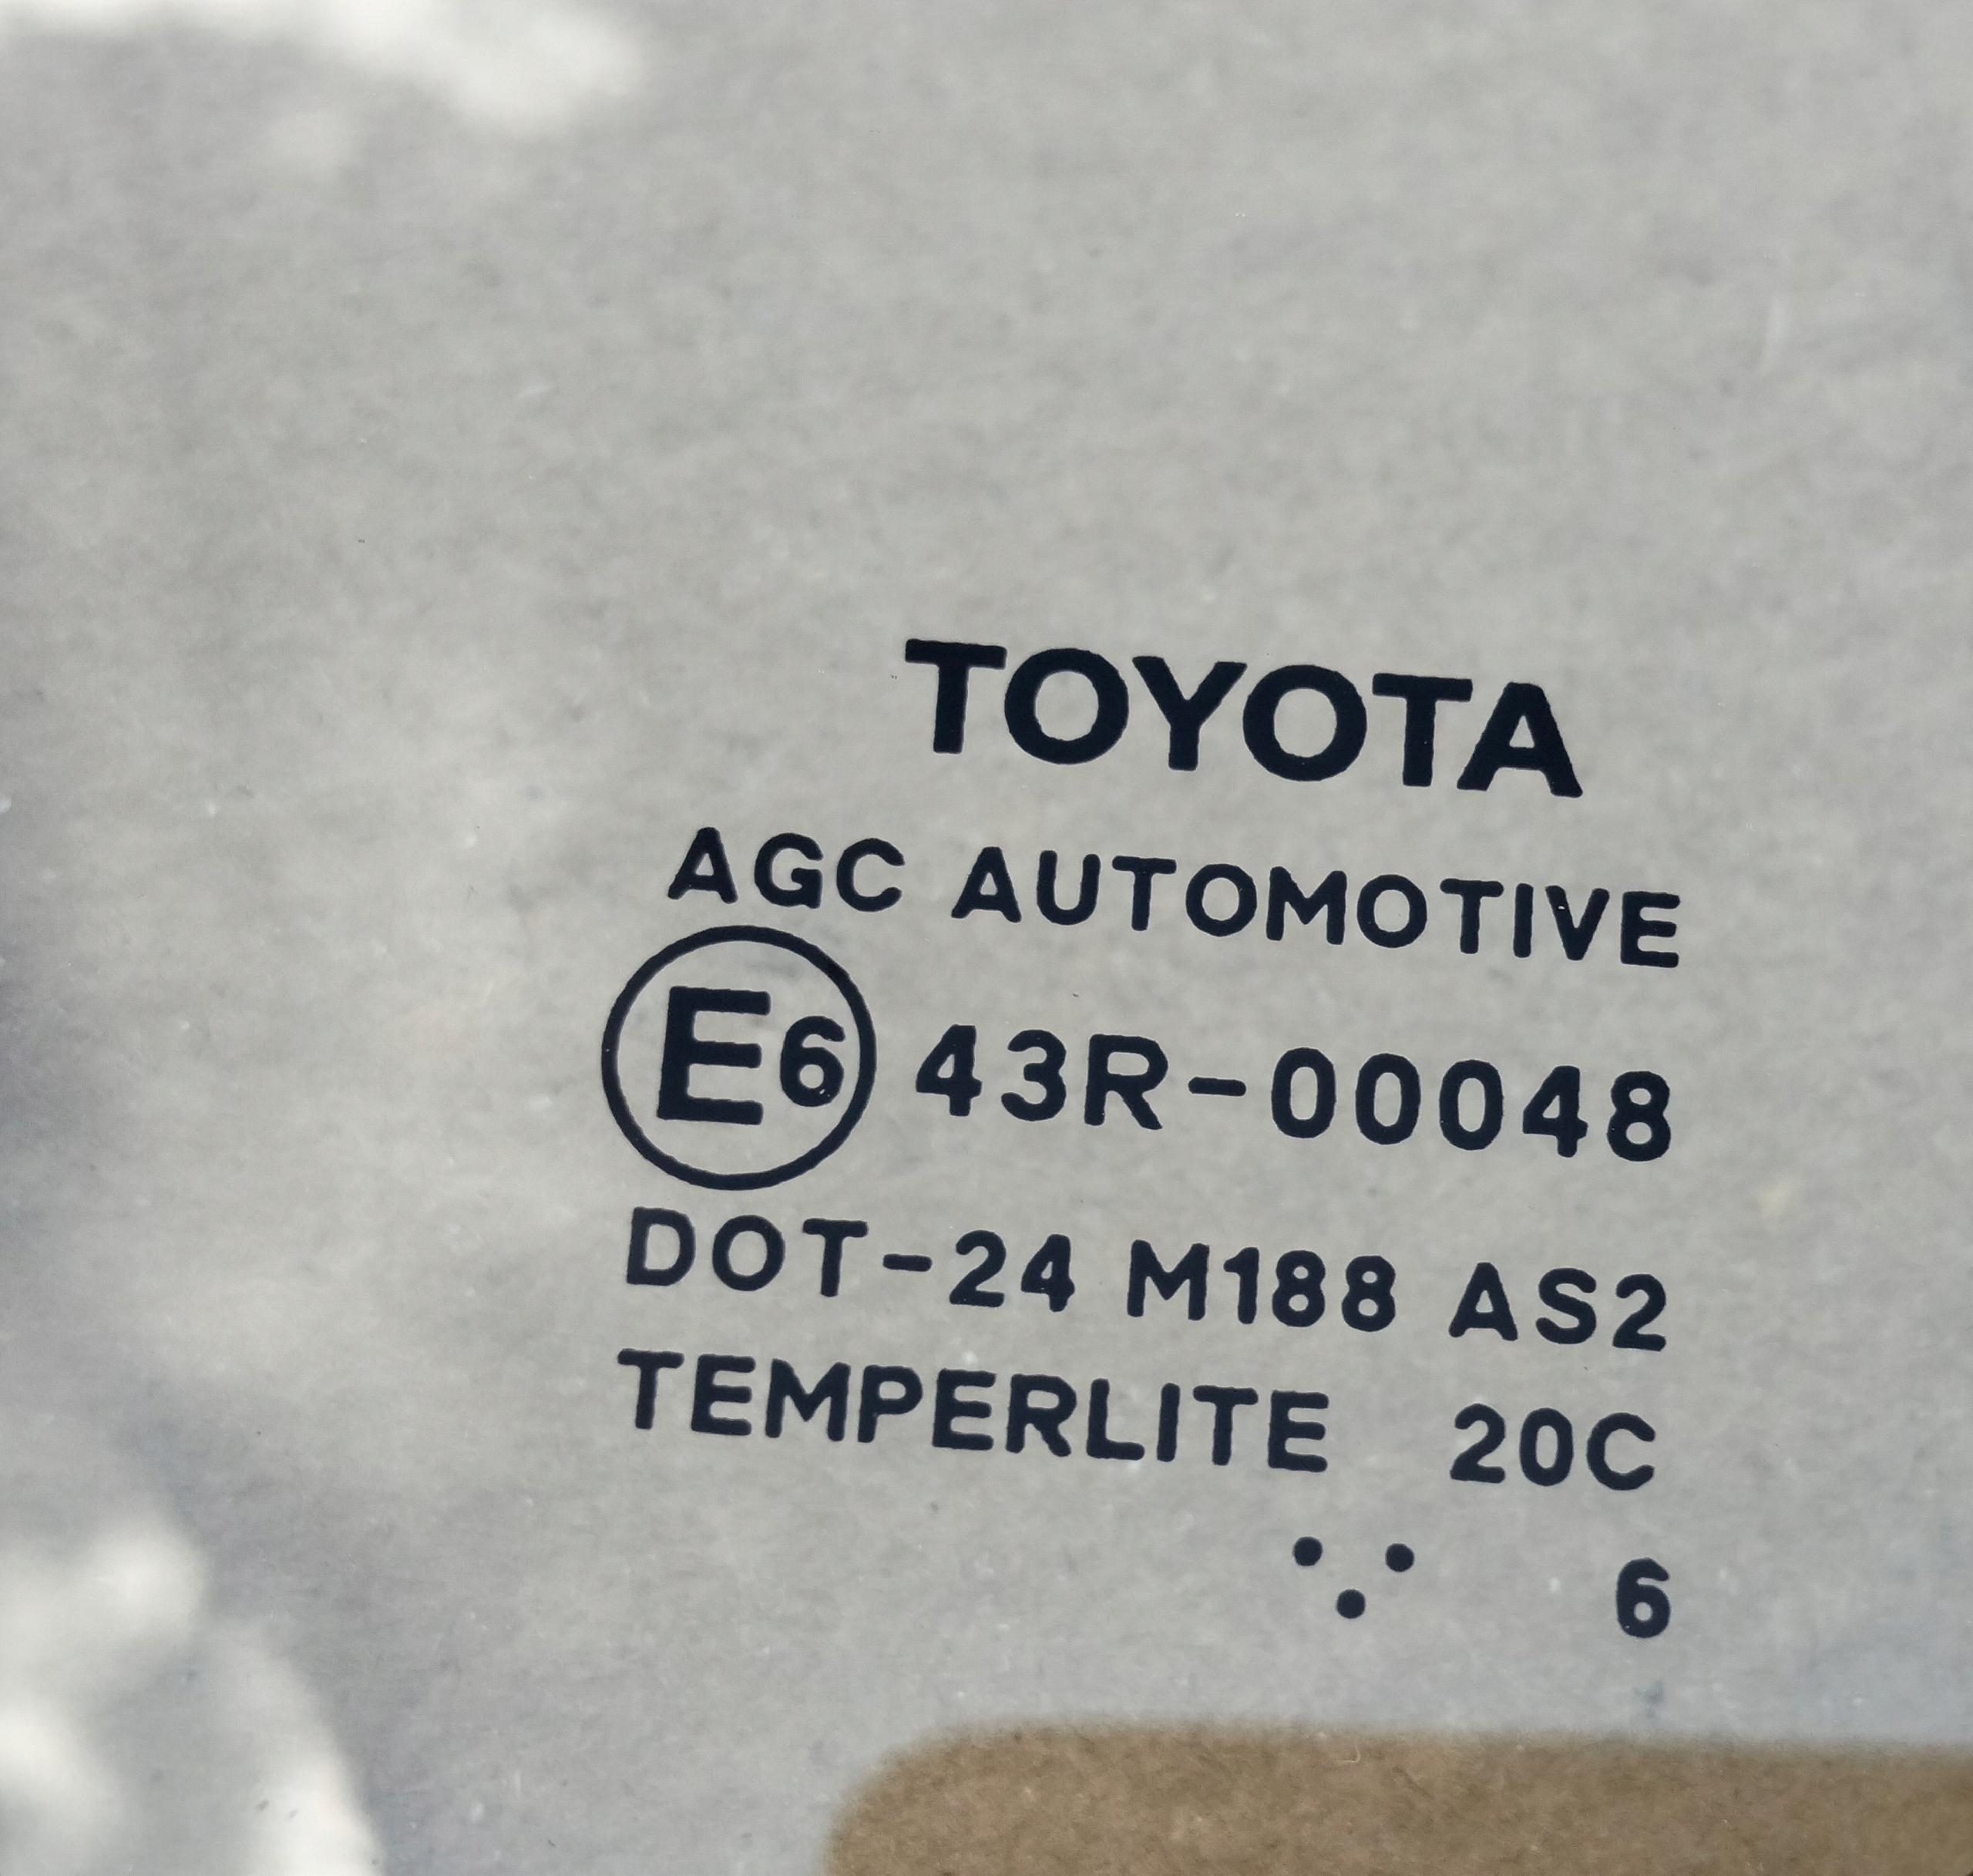 TOYOTA
AGC AUTOMOTIVE
E6 43R-00048
DOT-24 M188 AS2
TEMPERLITE 20C
6